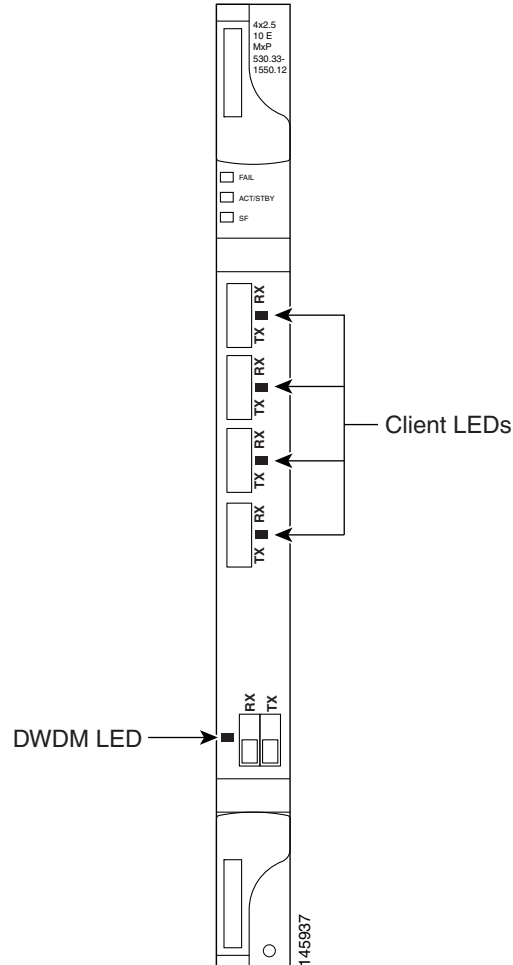 4x2.5
10 E
MxP
530.33-
1550.12
FAIL
ACT/STBY
SF
RX
TX
RX
TX
RX
TX
RX
TX
Client LEDs
RX
TX
DWDM LED
145937